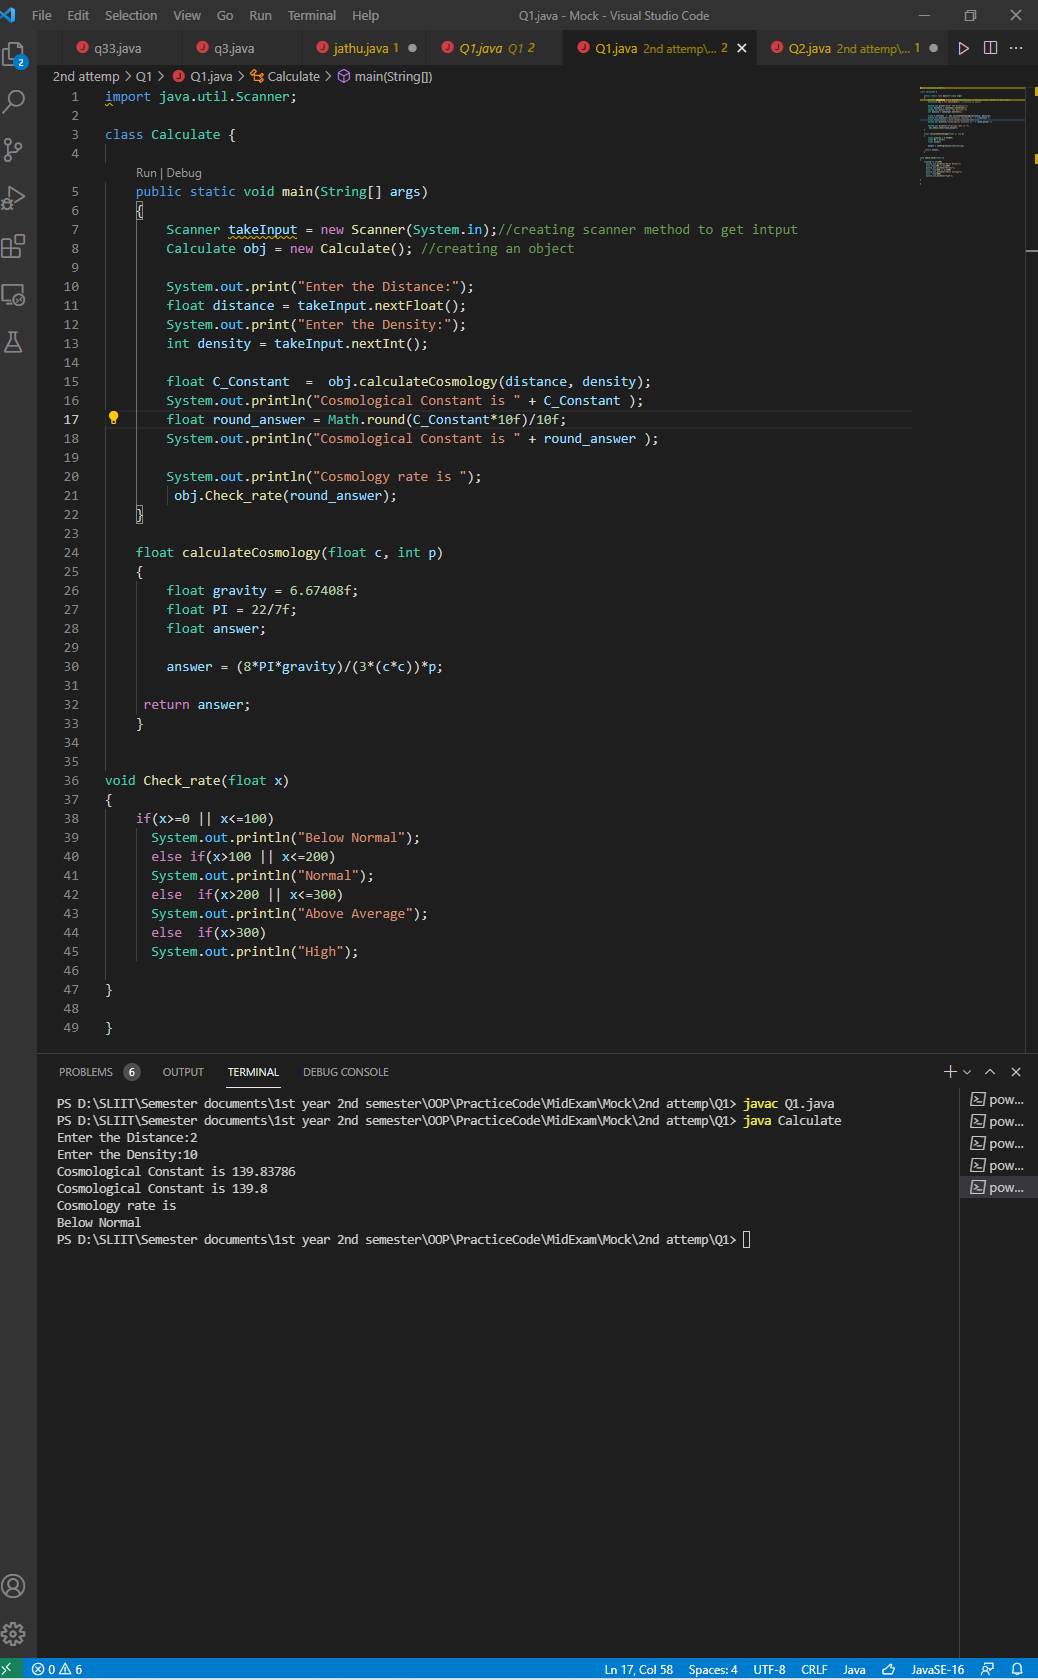 File Edit Selection View Go Run Terminal Help Q1.java - Mock - Visual Studio Code
q33.java q3.java jathu.java 1 Q1.java Q1 2 Q1.java 2nd attemp\... 2 Q2.java 2nd attemp\... 1
2
2nd attemp > Q1 > Q1.java > Calculate > main(String[])
1 import java.util.Scanner;
2
3 class Calculate {
4
Run | Debug
5 public static void main(String[] args)
6 {
7 Scanner takeInput = new Scanner(System.in);//creating scanner method to get intput
8 Calculate obj = new Calculate(); //creating an object
9
10 System.out.print("Enter the Distance:");
11 float distance = takeInput.nextFloat();
12 System.out.print("Enter the Density:");
13 int density = takeInput.nextInt();
14
15 float C_Constant  =  obj.calculateCosmology(distance, density);
16 System.out.println("Cosmological Constant is " + C_Constant );
17 float round_answer = Math.round(C_Constant*10f)/10f;
18 System.out.println("Cosmological Constant is " + round_answer );
19
20 System.out.println("Cosmology rate is ");
21 obj.Check_rate(round_answer);
22 }
23
24 float calculateCosmology(float c, int p)
25 {
26 float gravity = 6.67408f;
27 float PI = 22/7f;
28 float answer;
29
30 answer = (8*PI*gravity)/(3*(c*c))*p;
31
32 return answer;
33 }
34
35
36 void Check_rate(float x)
37 {
38 if(x>=0 || x<=100)
39 System.out.println("Below Normal");
40 else if(x>100 || x<=200)
41 System.out.println("Normal");
42 else  if(x>200 || x<=300)
43 System.out.println("Above Average");
44 else  if(x>300)
45 System.out.println("High");
46
47 }
48
49 }
PROBLEMS 6 OUTPUT TERMINAL DEBUG CONSOLE
PS D:\SLIIT\Semester documents\1st year 2nd semester\OOP\PracticeCode\MidExam\Mock\2nd attemp\Q1> javac Q1.java
PS D:\SLIIT\Semester documents\1st year 2nd semester\OOP\PracticeCode\MidExam\Mock\2nd attemp\Q1> java Calculate
Enter the Distance:2
Enter the Density:10
Cosmological Constant is 139.83786
Cosmological Constant is 139.8
Cosmology rate is
Below Normal
PS D:\SLIIT\Semester documents\1st year 2nd semester\OOP\PracticeCode\MidExam\Mock\2nd attemp\Q1>
pow...
pow...
pow...
pow...
pow...
0 6 Ln 17, Col 58 Spaces: 4 UTF-8 CRLF Java JavaSE-16